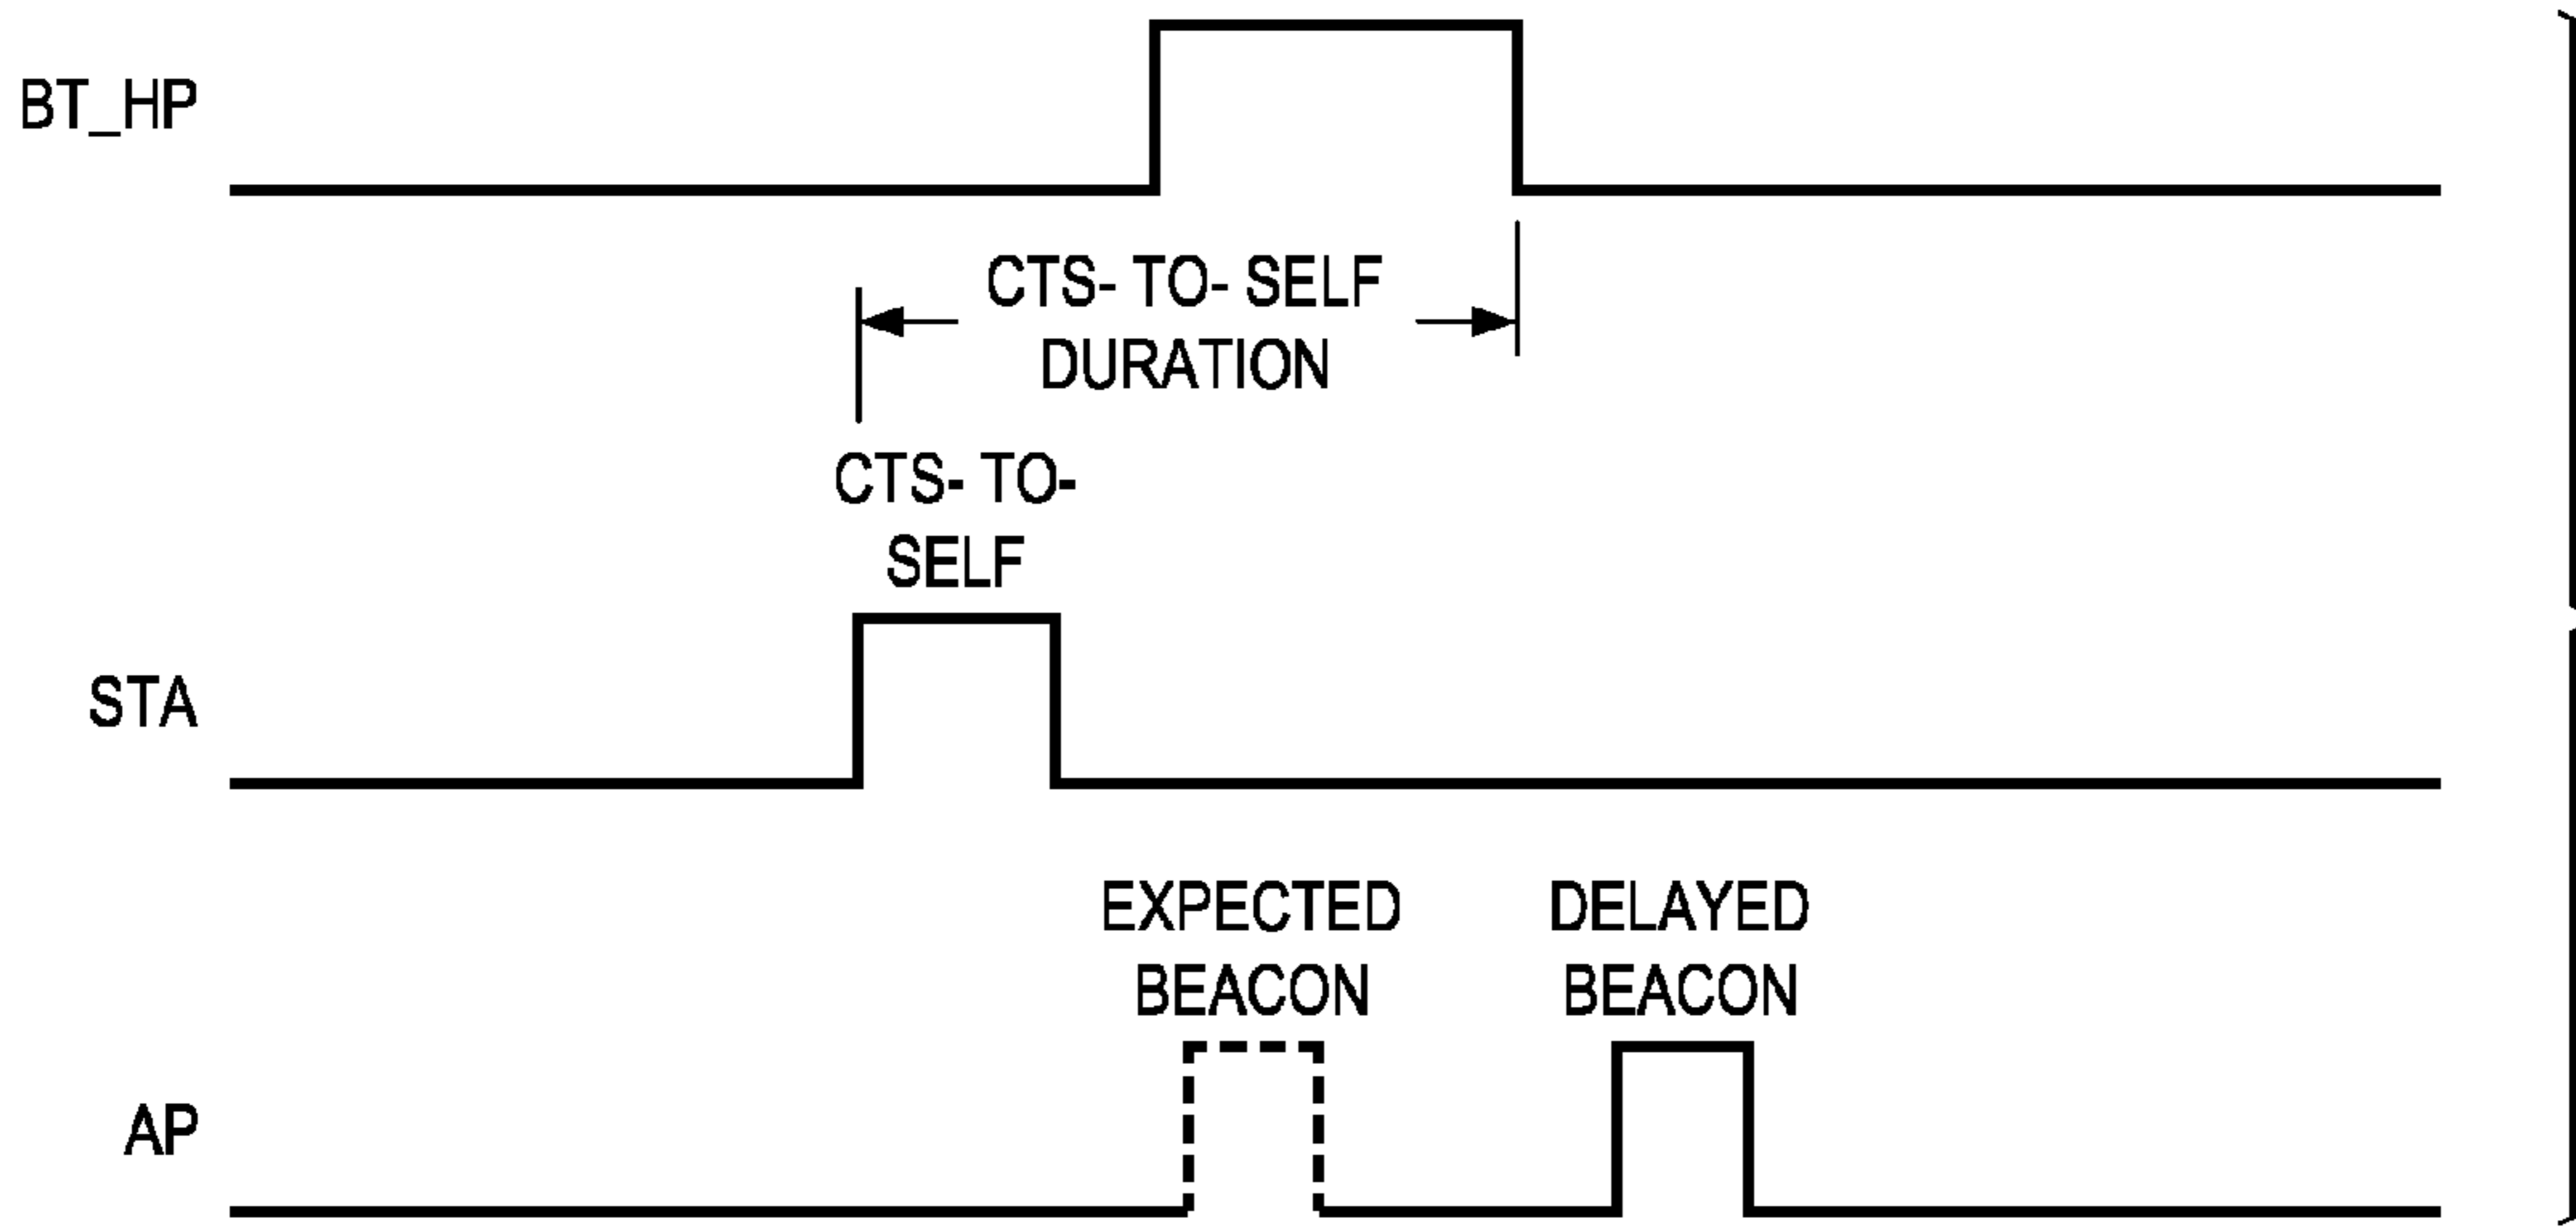 BT_HP
CTS- TO- SELF
DURATION
CTS- TO-
SELF
STA
EXPECTED
BEACON
DELAYED
BEACON
AP